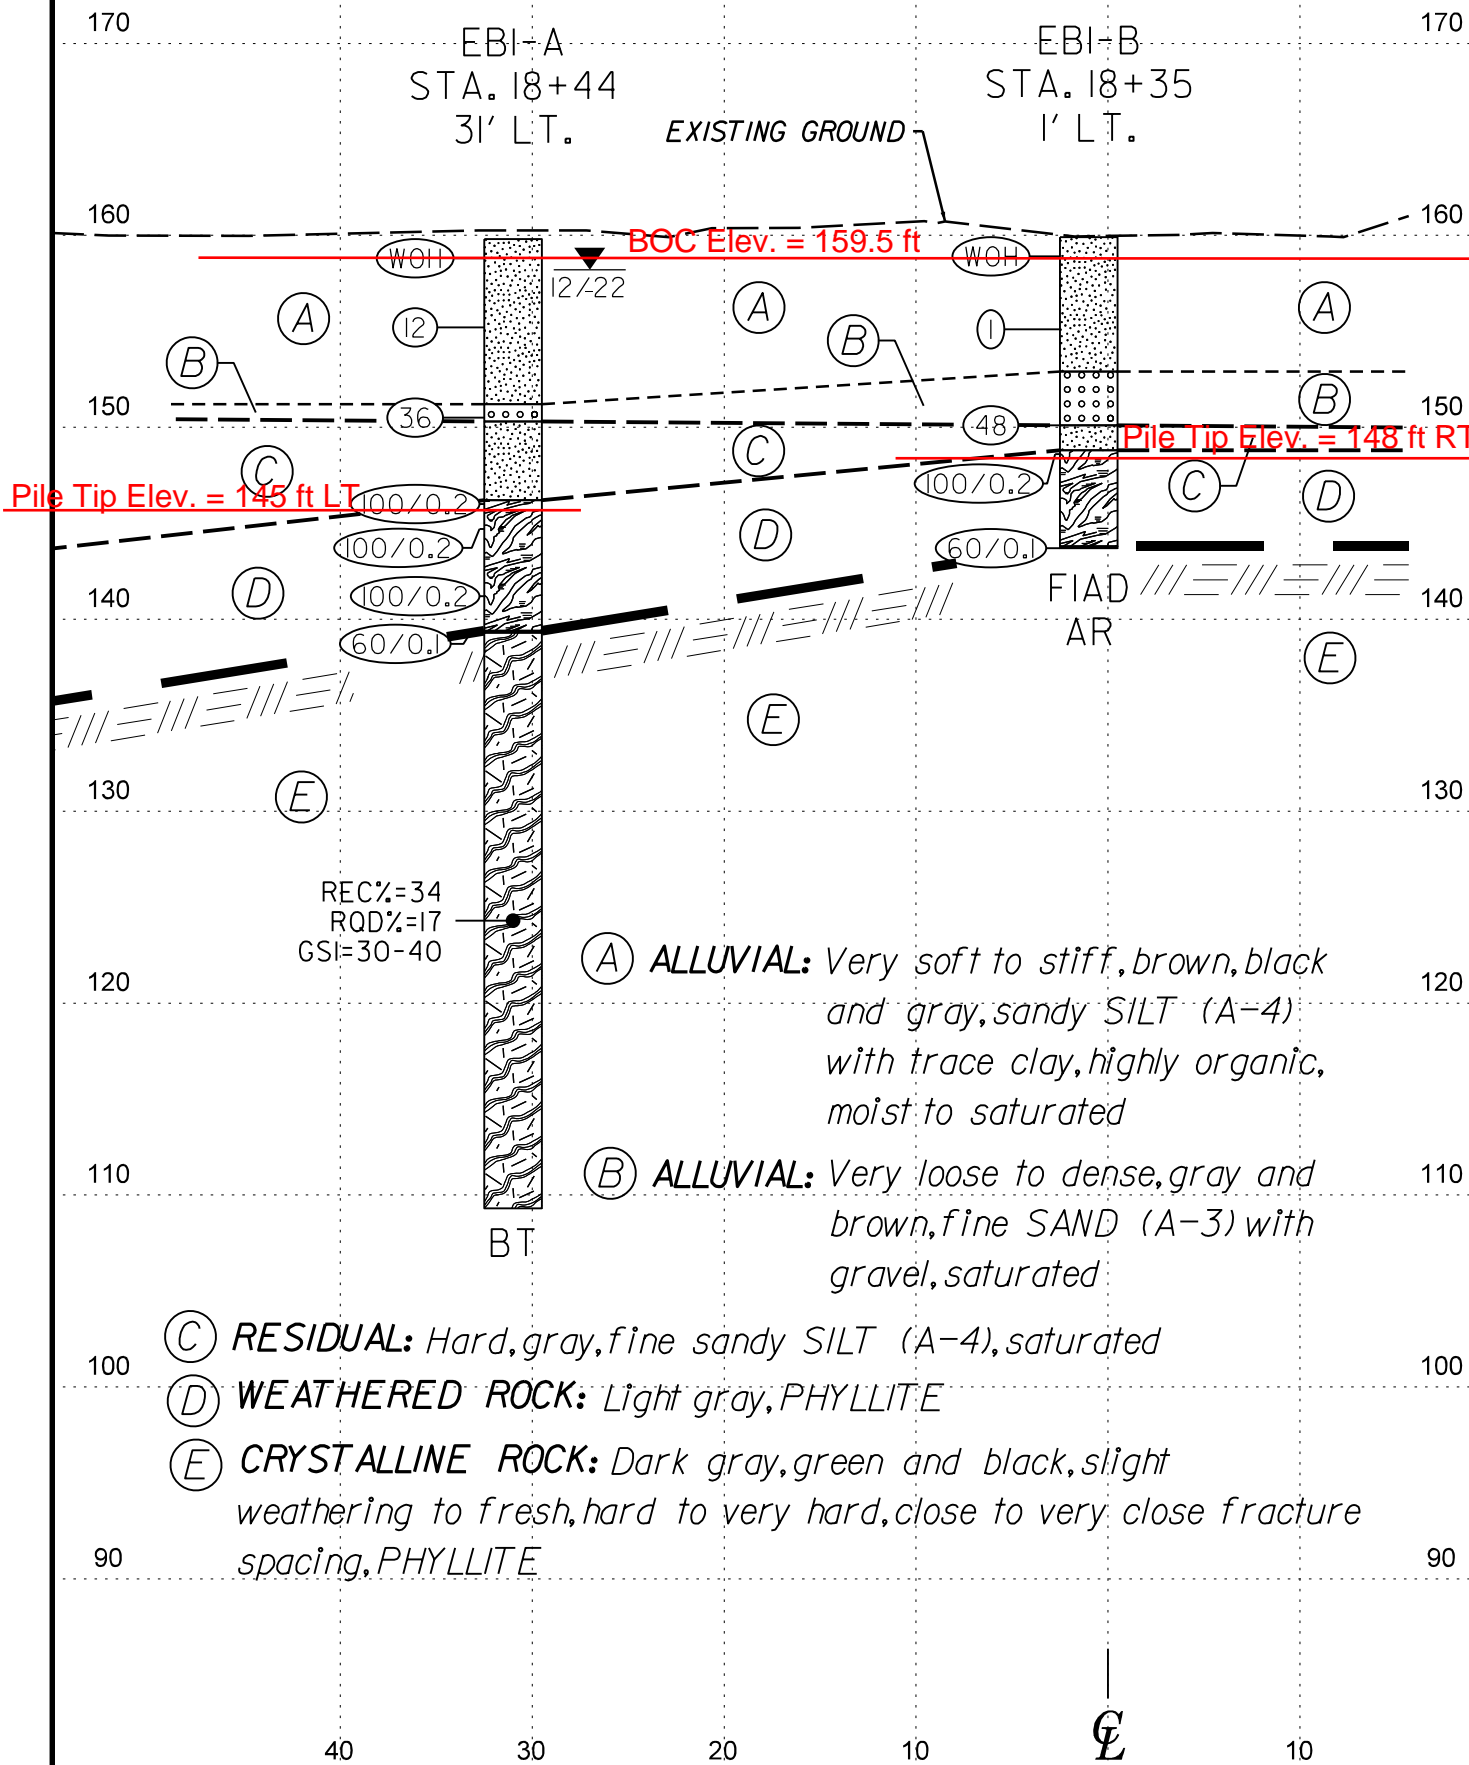 170
170
EB1-A
EB1-B
STA. 18+44
STA. 18+35
31' LT.
1' LT.
EXISTING GROUND
160
160
BOC Elev. = 159.5 ft
WOH
WOH
12/22
A
A
A
12
1
B
B
B
150
150
36
48
Pile Tip Elev. = 148 ft RT
C
C
C
Pile Tip Elev. = 145 ft LT
100/0.2
100/0.2
D
D
100/0.2
60/0.1
D
100/0.2
FIAD
AR
140
140
60/0.1
E
E
E
130
130
REC%=34
RQD%=17
GSI=30-40
120
120
A ALLUVIAL: Very soft to stiff, brown, black
and gray, sandy SILT (A-4)
with trace clay, highly organic,
moist to saturated
110
110
B ALLUVIAL: Very loose to dense, gray and
brown, fine SAND (A-3) with
gravel, saturated
BT
C RESIDUAL: Hard, gray, fine sandy SILT (A-4), saturated
100
100
D WEATHERED ROCK: Light gray, PHYLLITE
E CRYSTALLINE ROCK: Dark gray, green and black, slight
weathering to fresh, hard to very hard, close to very close fracture
spacing, PHYLLITE
90
90
40
30
20
10
℄
10